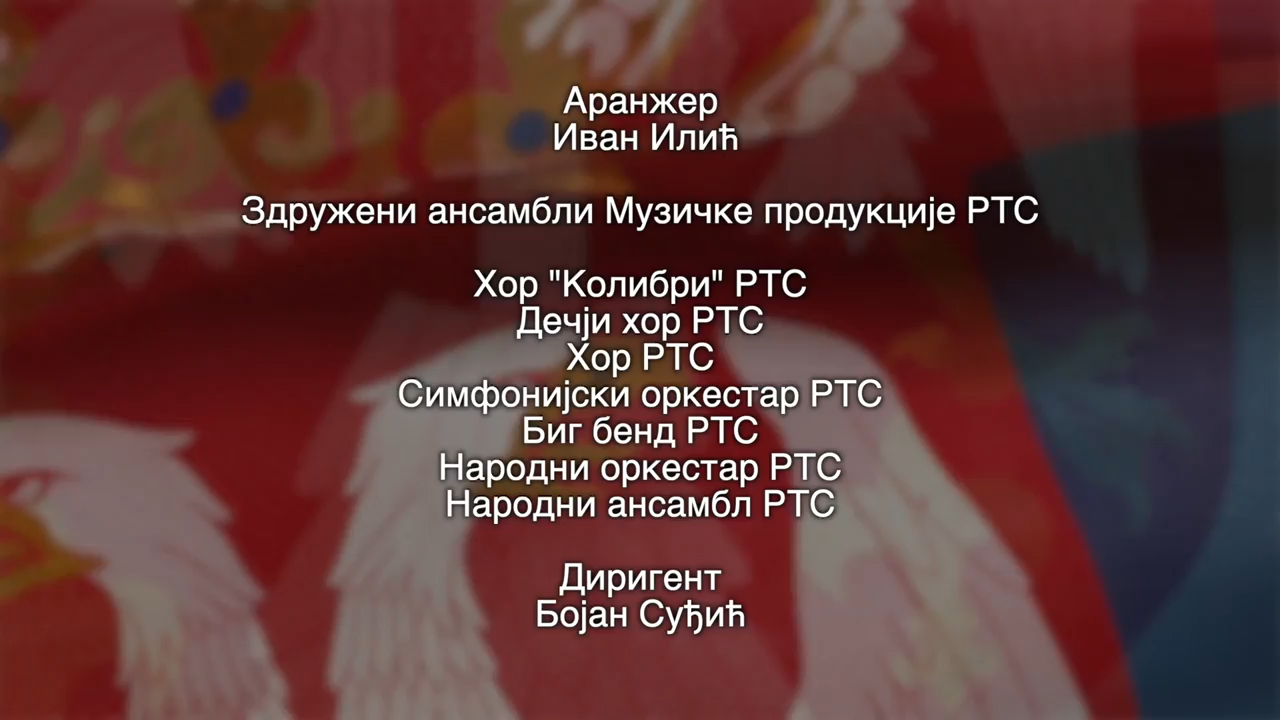 Аранжер
Иван Илић
Здружени ансамбли Музичке продукције РТС
Хор "Колибри" РТС
Дечји хор РТС
Хор РТС
Симфонијски оркестар РТС
Биг бенд РТС
Народни оркестар РТС
Народни ансамбл РТС
Диригент
Бојан Суђић